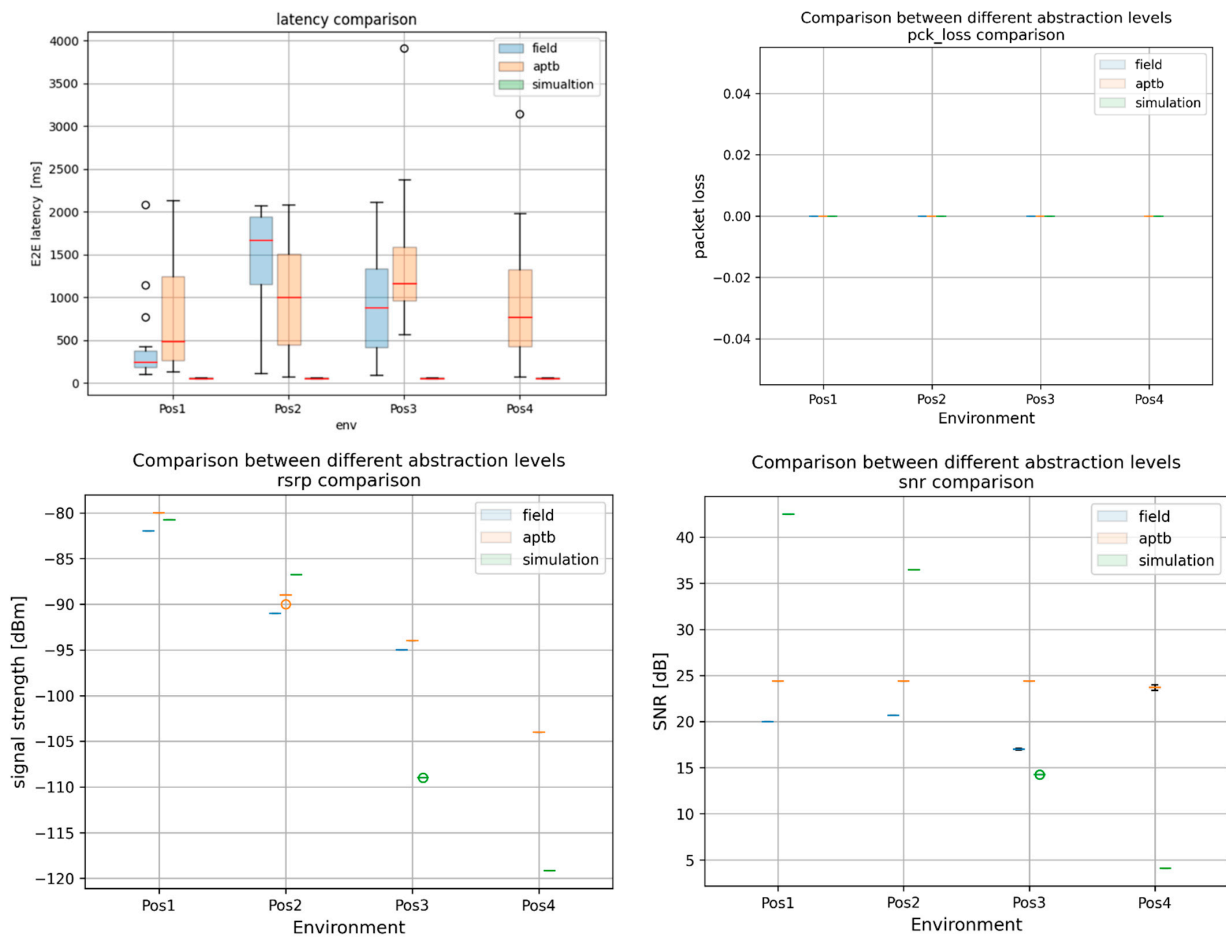 latency comparison
4000
3500
3000
2500
2000
1500
1000
500
0
E2E latency [ms]
field
aptb
simualtion
Pos1
Pos2
Pos3
Pos4
env
Comparison between different abstraction levels
pck_loss comparison
0.04
0.02
0.00
−0.02
−0.04
packet loss
field
aptb
simulation
Pos1
Pos2
Pos3
Pos4
Environment
Comparison between different abstraction levels
rsrp comparison
−80
−85
−90
−95
−100
−105
−110
−115
−120
signal strength [dBm]
field
aptb
simulation
Pos1
Pos2
Pos3
Pos4
Environment
Comparison between different abstraction levels
snr comparison
40
35
30
25
20
15
10
5
SNR [dB]
field
aptb
simulation
Pos1
Pos2
Pos3
Pos4
Environment